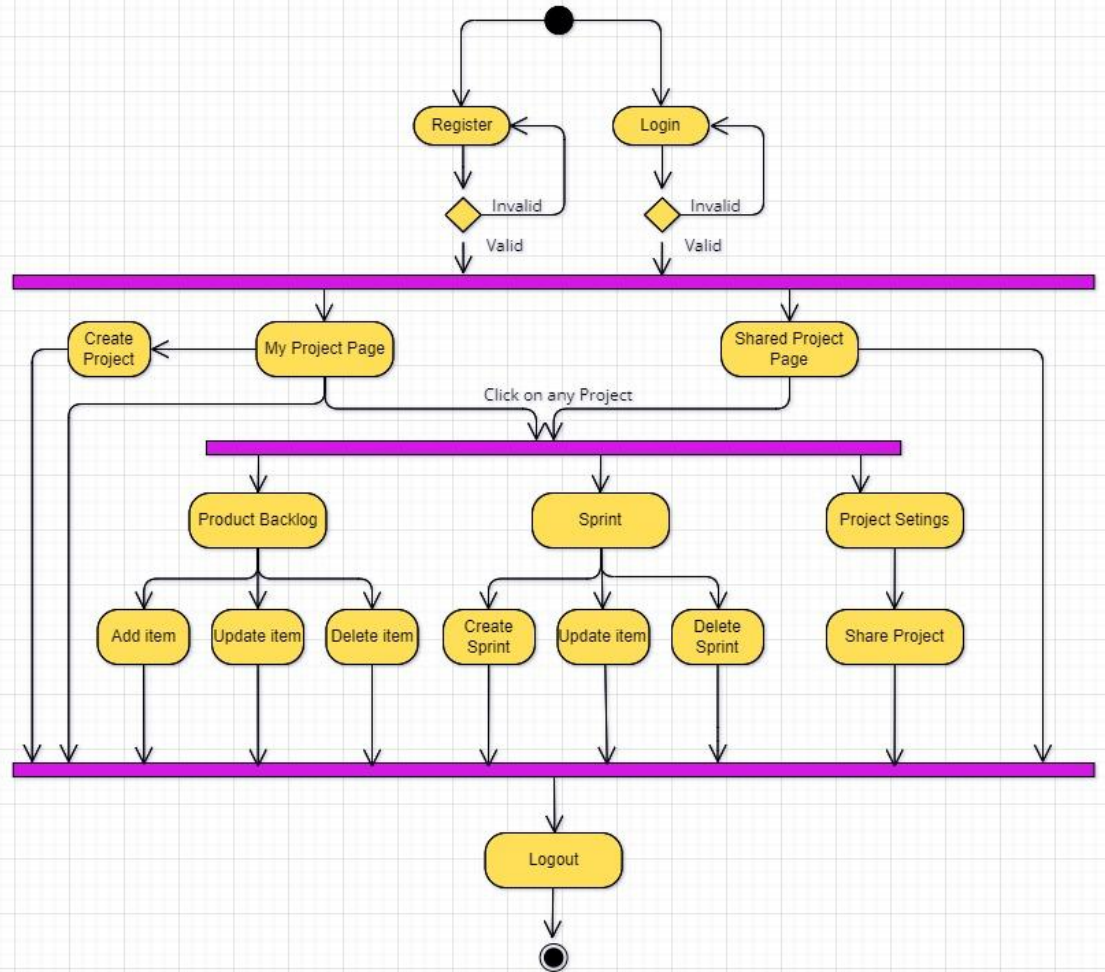 Register
Login
Invalid
Invalid
Valid
Valid
Create
Project
My Project Page
Shared Project
Page
Click on any Project
Product Backlog
Sprint
Project Setings
Add item
Update item
Delete item
Create
Sprint
Update item
Delete
Sprint
Share Project
Logout